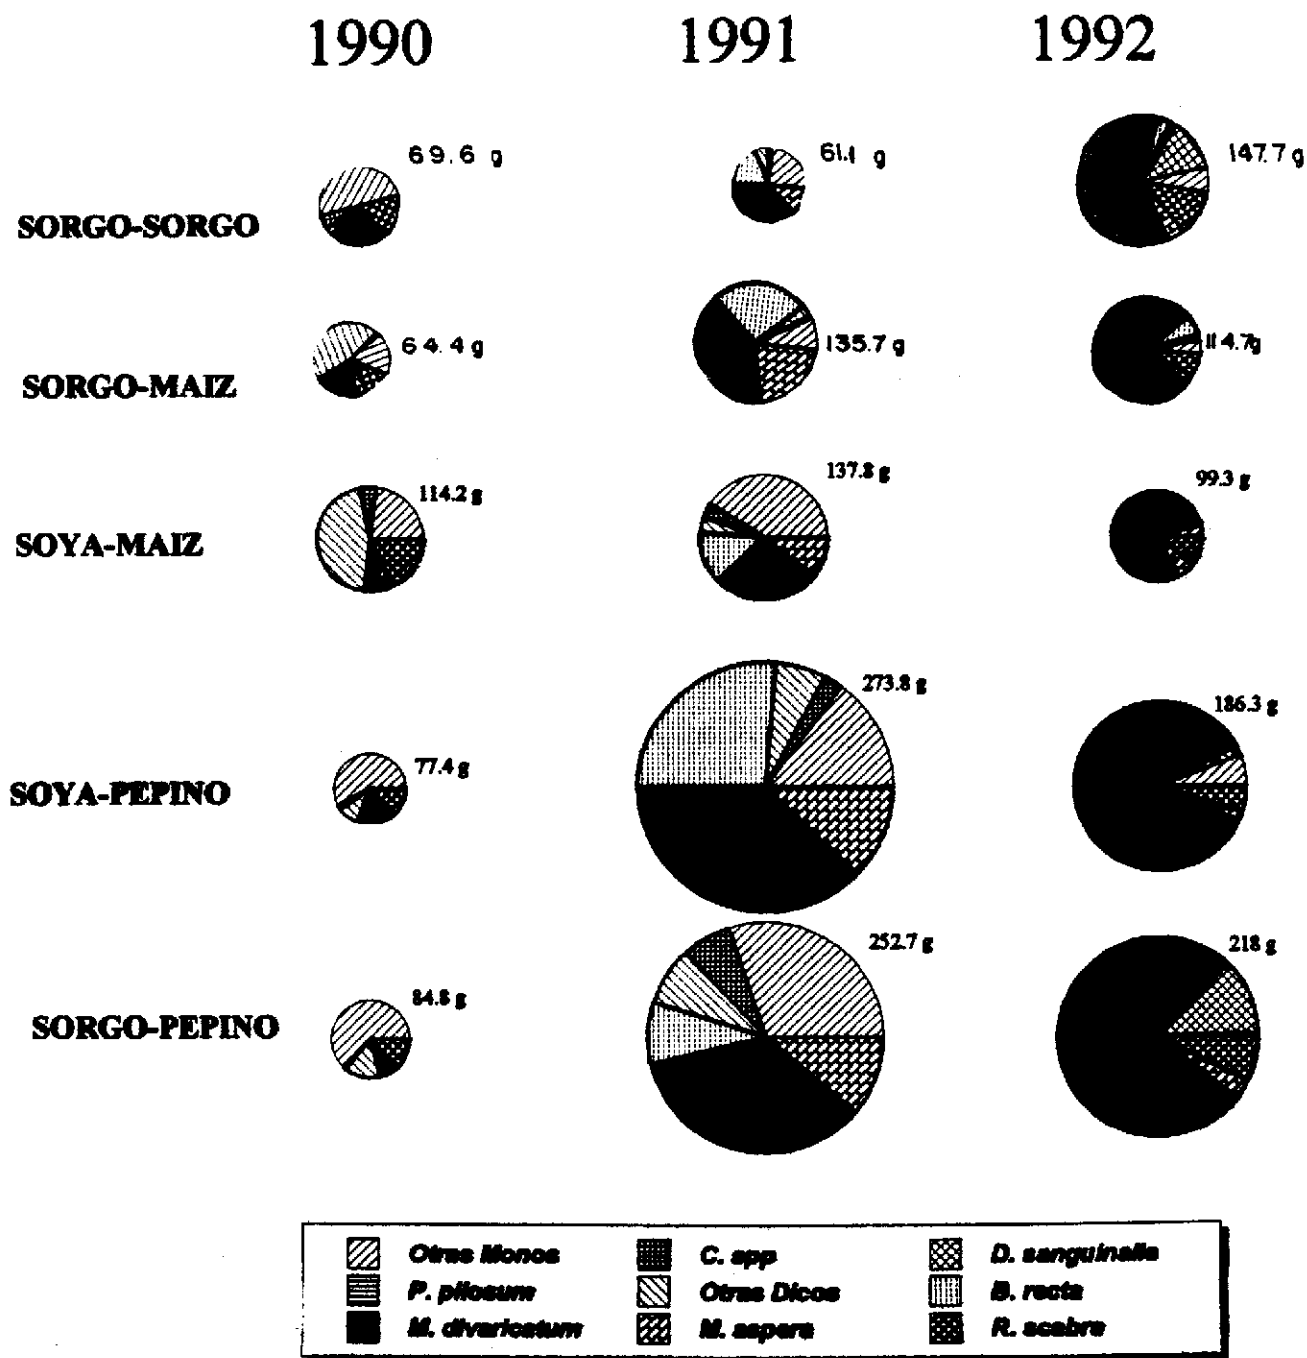 1990 1991 1992
69.6 g 61.1 g 147.7 g
SORGO-SORGO
64.4 g 135.7 g 114.7g
SORGO-MAIZ
114.2 g 137.8 g 99.3 g
SOYA-MAIZ
273.8 g 186.3 g
77.4 g
SOYA-PEPINO
252.7 g 218 g
84.8 g
SORGO-PEPINO
Otras Monos C. spp D. sanguinalis
P. pilosum Otras Dicos B. recta
M. divaricatum M. aspera R. scabra